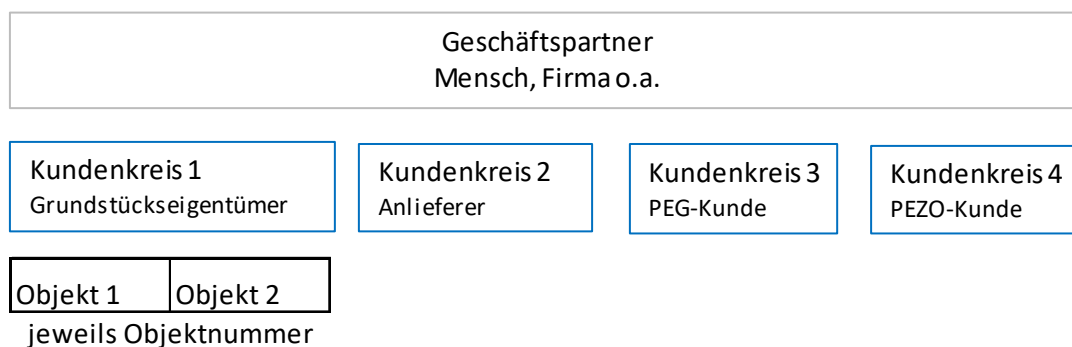 Geschäftspartner
Mensch, Firma o.a.
Kundenkreis 1
Grundstückseigentümer
Kundenkreis 2
Anlieferer
Kundenkreis 3
PEG-Kunde
Kundenkreis 4
PEZO-Kunde
Objekt 1
Objekt 2
jeweils Objektnummer